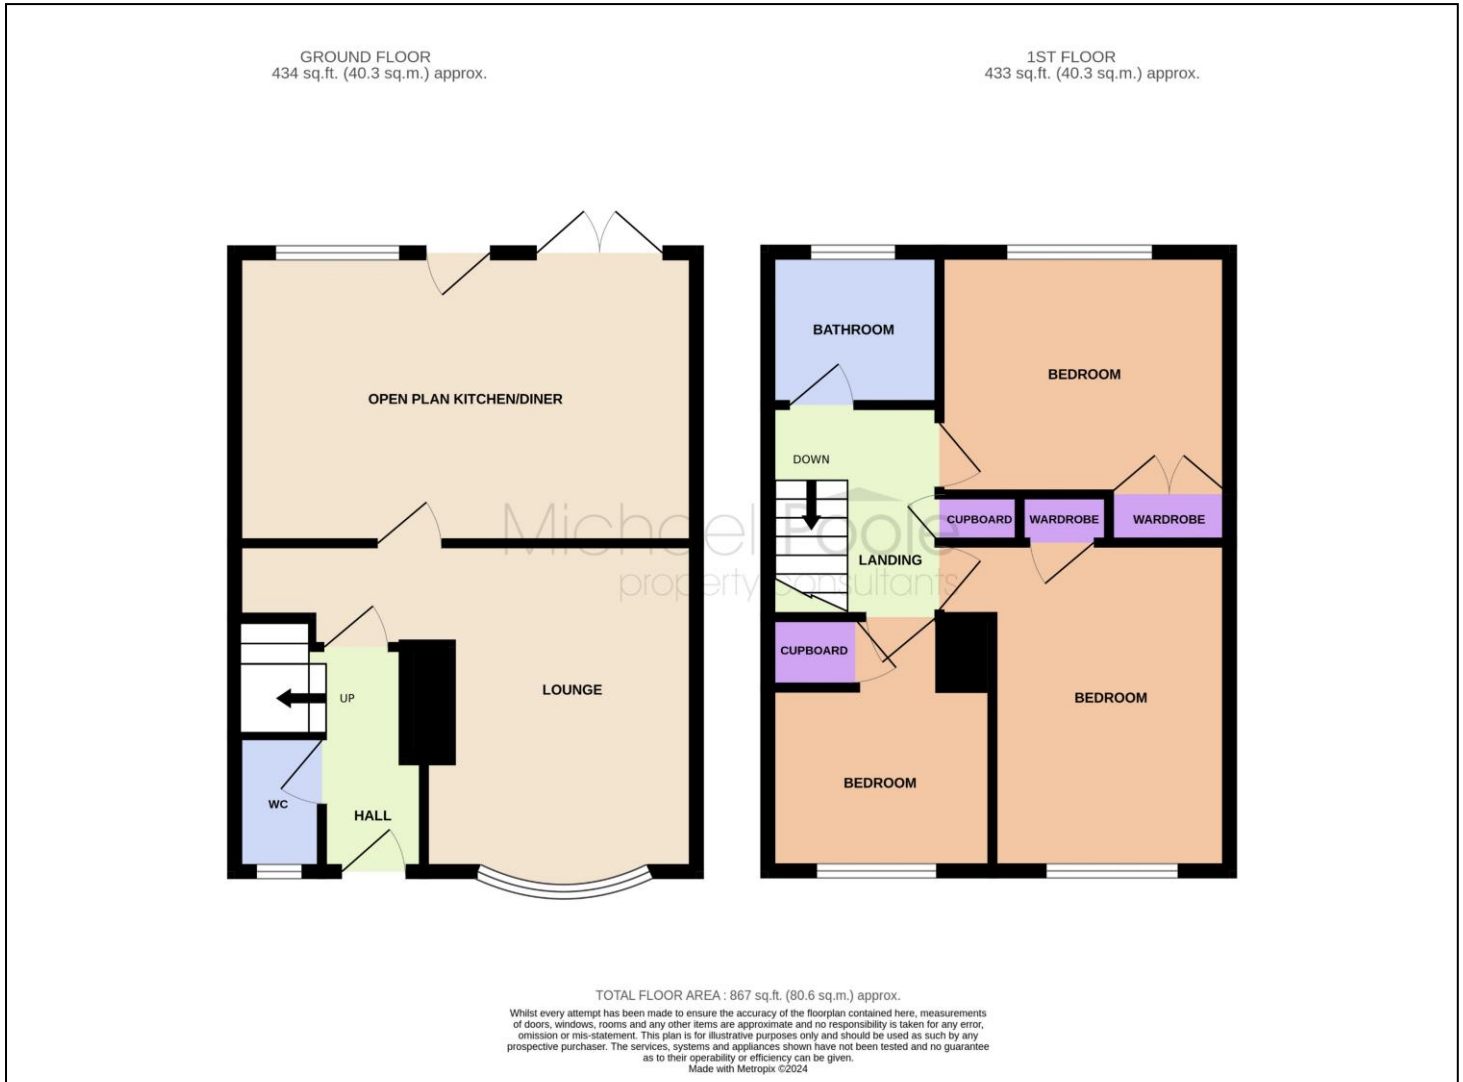 GROUND FLOOR
434 sq.ft. (40.3 sq.m.) approx.
1ST FLOOR
433 sq.ft. (40.3 sq.m.) approx.
OPEN PLAN KITCHEN/DINER
LOUNGE
UP
WC
HALL
BATHROOM
BEDROOM
DOWN
CUPBOARD
WARDROBE
WARDROBE
LANDING
CUPBOARD
BEDROOM
BEDROOM
Michael Poole
property consultants
TOTAL FLOOR AREA : 867 sq.ft. (80.6 sq.m.) approx.
Whilst every attempt has been made to ensure the accuracy of the floorplan contained here, measurements
of doors, windows, rooms and any other items are approximate and no responsibility is taken for any error,
omission or mis-statement. This plan is for illustrative purposes only and should be used as such by any
prospective purchaser. The services, systems and appliances shown have not been tested and no guarantee
as to their operability or efficiency can be given.
Made with Metropix ©2024